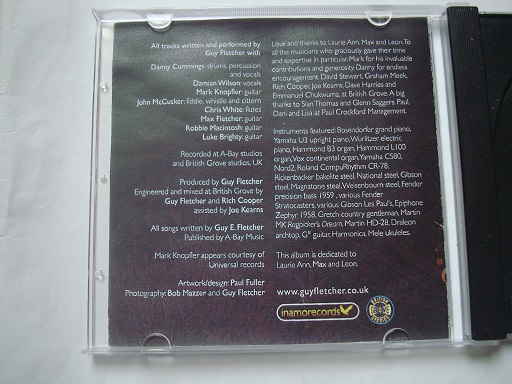 All tracks written and performed by
Guy Fletcher with
Danny Cummings: drums, percussion
and vocals
Damian Wilson: vocals
Mark Knopfler: guitar
John McCusker: fiddle, whistle and cittern
Chris White: flutes
Max Fletcher: guitar
Robbie Macintosh: guitar
Luke Brighty: guitar
Recorded at A-Bay studios
and British Grove studios, UK
Produced by Guy Fletcher
Engineered and mixed at British Grove by
Guy Fletcher and Rich Cooper
assisted by Joe Kearns
All songs written by Guy E. Fletcher
Published by A-Bay Music
Mark Knopfler appears courtesy of
Universal records
Artwork/design: Paul Fuller
Photography: Bob Mazzer and Guy Fletcher
Love and thanks to Laurie Ann, Max and Leon. To
all the musicians who graciously gave their time
and expertise in particular: Mark for his invaluable
contributions and generosity. Danny for endless
encouragement. David Stewart, Graham Meek,
Rich Cooper, Joe Kearns, Dave Harries and
Emmanuel Chukwuma, at British Grove. A big
thanks to Sian Thomas and Glenn Saggers. Paul,
Dani and Lisa at Paul Crockford Management.
Instruments featured: Bosendorfer grand piano,
Yamaha U3 upright piano, Wurlitzer electric
piano, Hammond B3 organ, Hammond L100
organ, Vox continental organ, Yamaha CS80,
Nord2, Roland CompuRhythm CR-78,
Rickenbacker bakelite steel, National steel, Gibson
steel, Magnatone steel, Weisenbourn steel, Fender
precision bass 1959, various Fender
Stratocasters, various Gibson Les Paul's, Epiphone
Zephyr 1958, Gretch country gentleman, Martin
MK Ragpicker's Dream, Martin HD-28, D'Aleon
archtop, guitar, Harmonica, Mele ukuleles.
This album is dedicated to
Laurie Ann, Max and Leon.
www.guyfletcher.co.uk
inamorecords
BRITISH
GROVE
STUDIOS